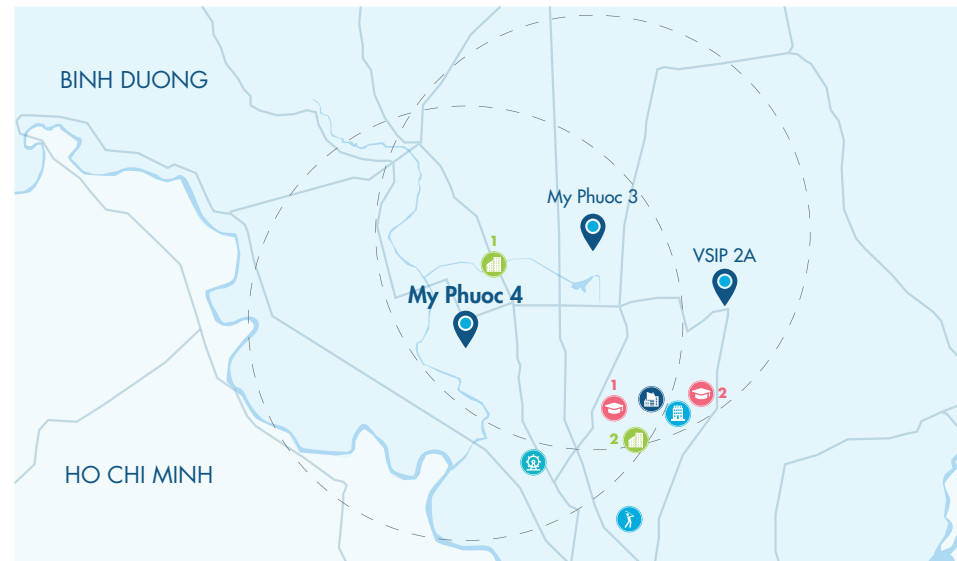 BINH DUONG
My Phuoc 3
1
VSIP 2A
My Phuoc 4
1
2
2
HO CHI MINH